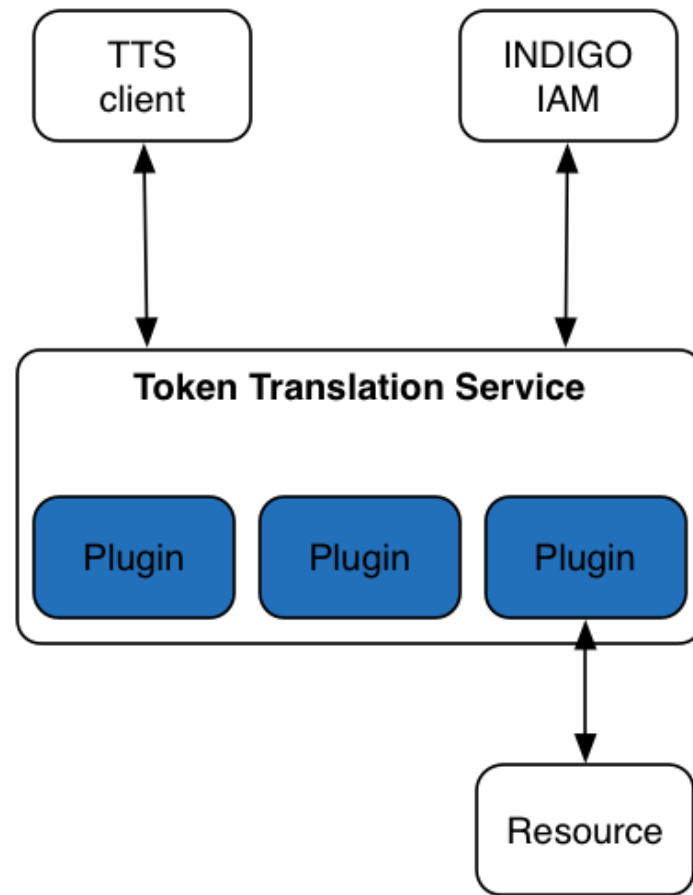 TTS
client
INDIGO
IAM
Token Translation Service
Plugin
Plugin
Plugin
Resource